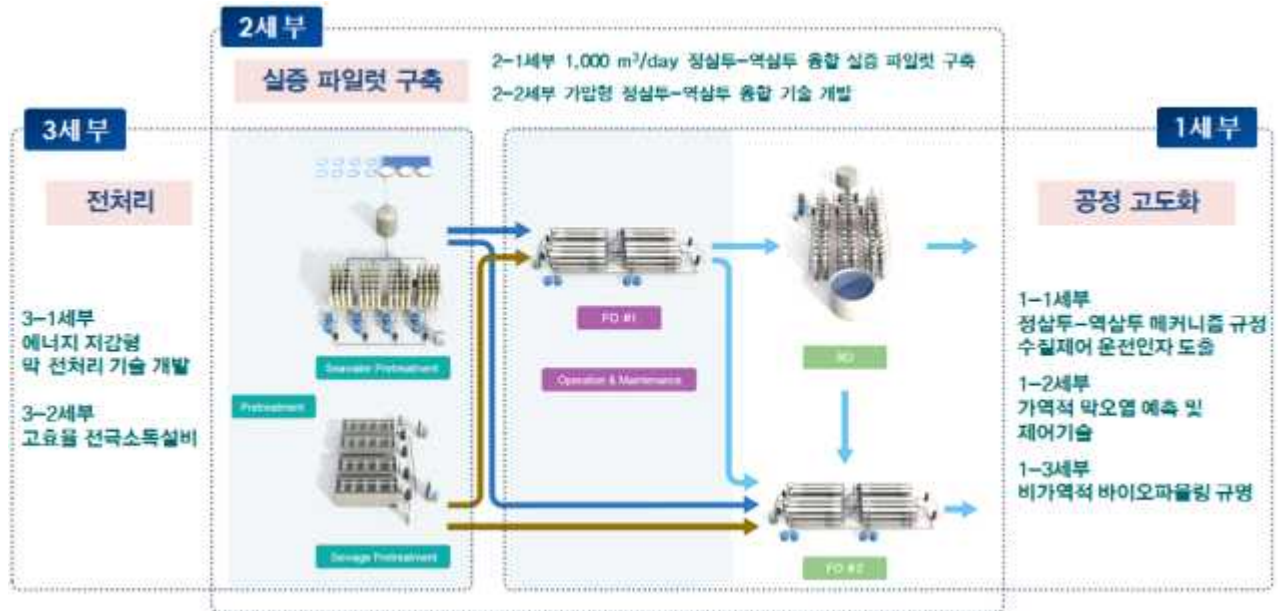 2세부
실증 파일럿 구축
2-1세부 1,000 m³/day 정삼투-역삼투 융합 실증 파일럿 구축
2-2세부 가압형 정삼투-역삼투 융합 기술 개발
3세부
전처리
3-1세부
에너지 저감형
막 전처리 기술 개발
3-2세부
고효율 전극소독설비
Seawater Pretreatment
Pretreatment
Sewage Pretreatment
FO #1
Operation & Maintenance
RO
FO #2
1세부
공정 고도화
1-1세부
정삼투-역삼투 메커니즘 규정
수질제어 운전인자 도출
1-2세부
가역적 막오염 예측 및
제어기술
1-3세부
비가역적 바이오파울링 규명